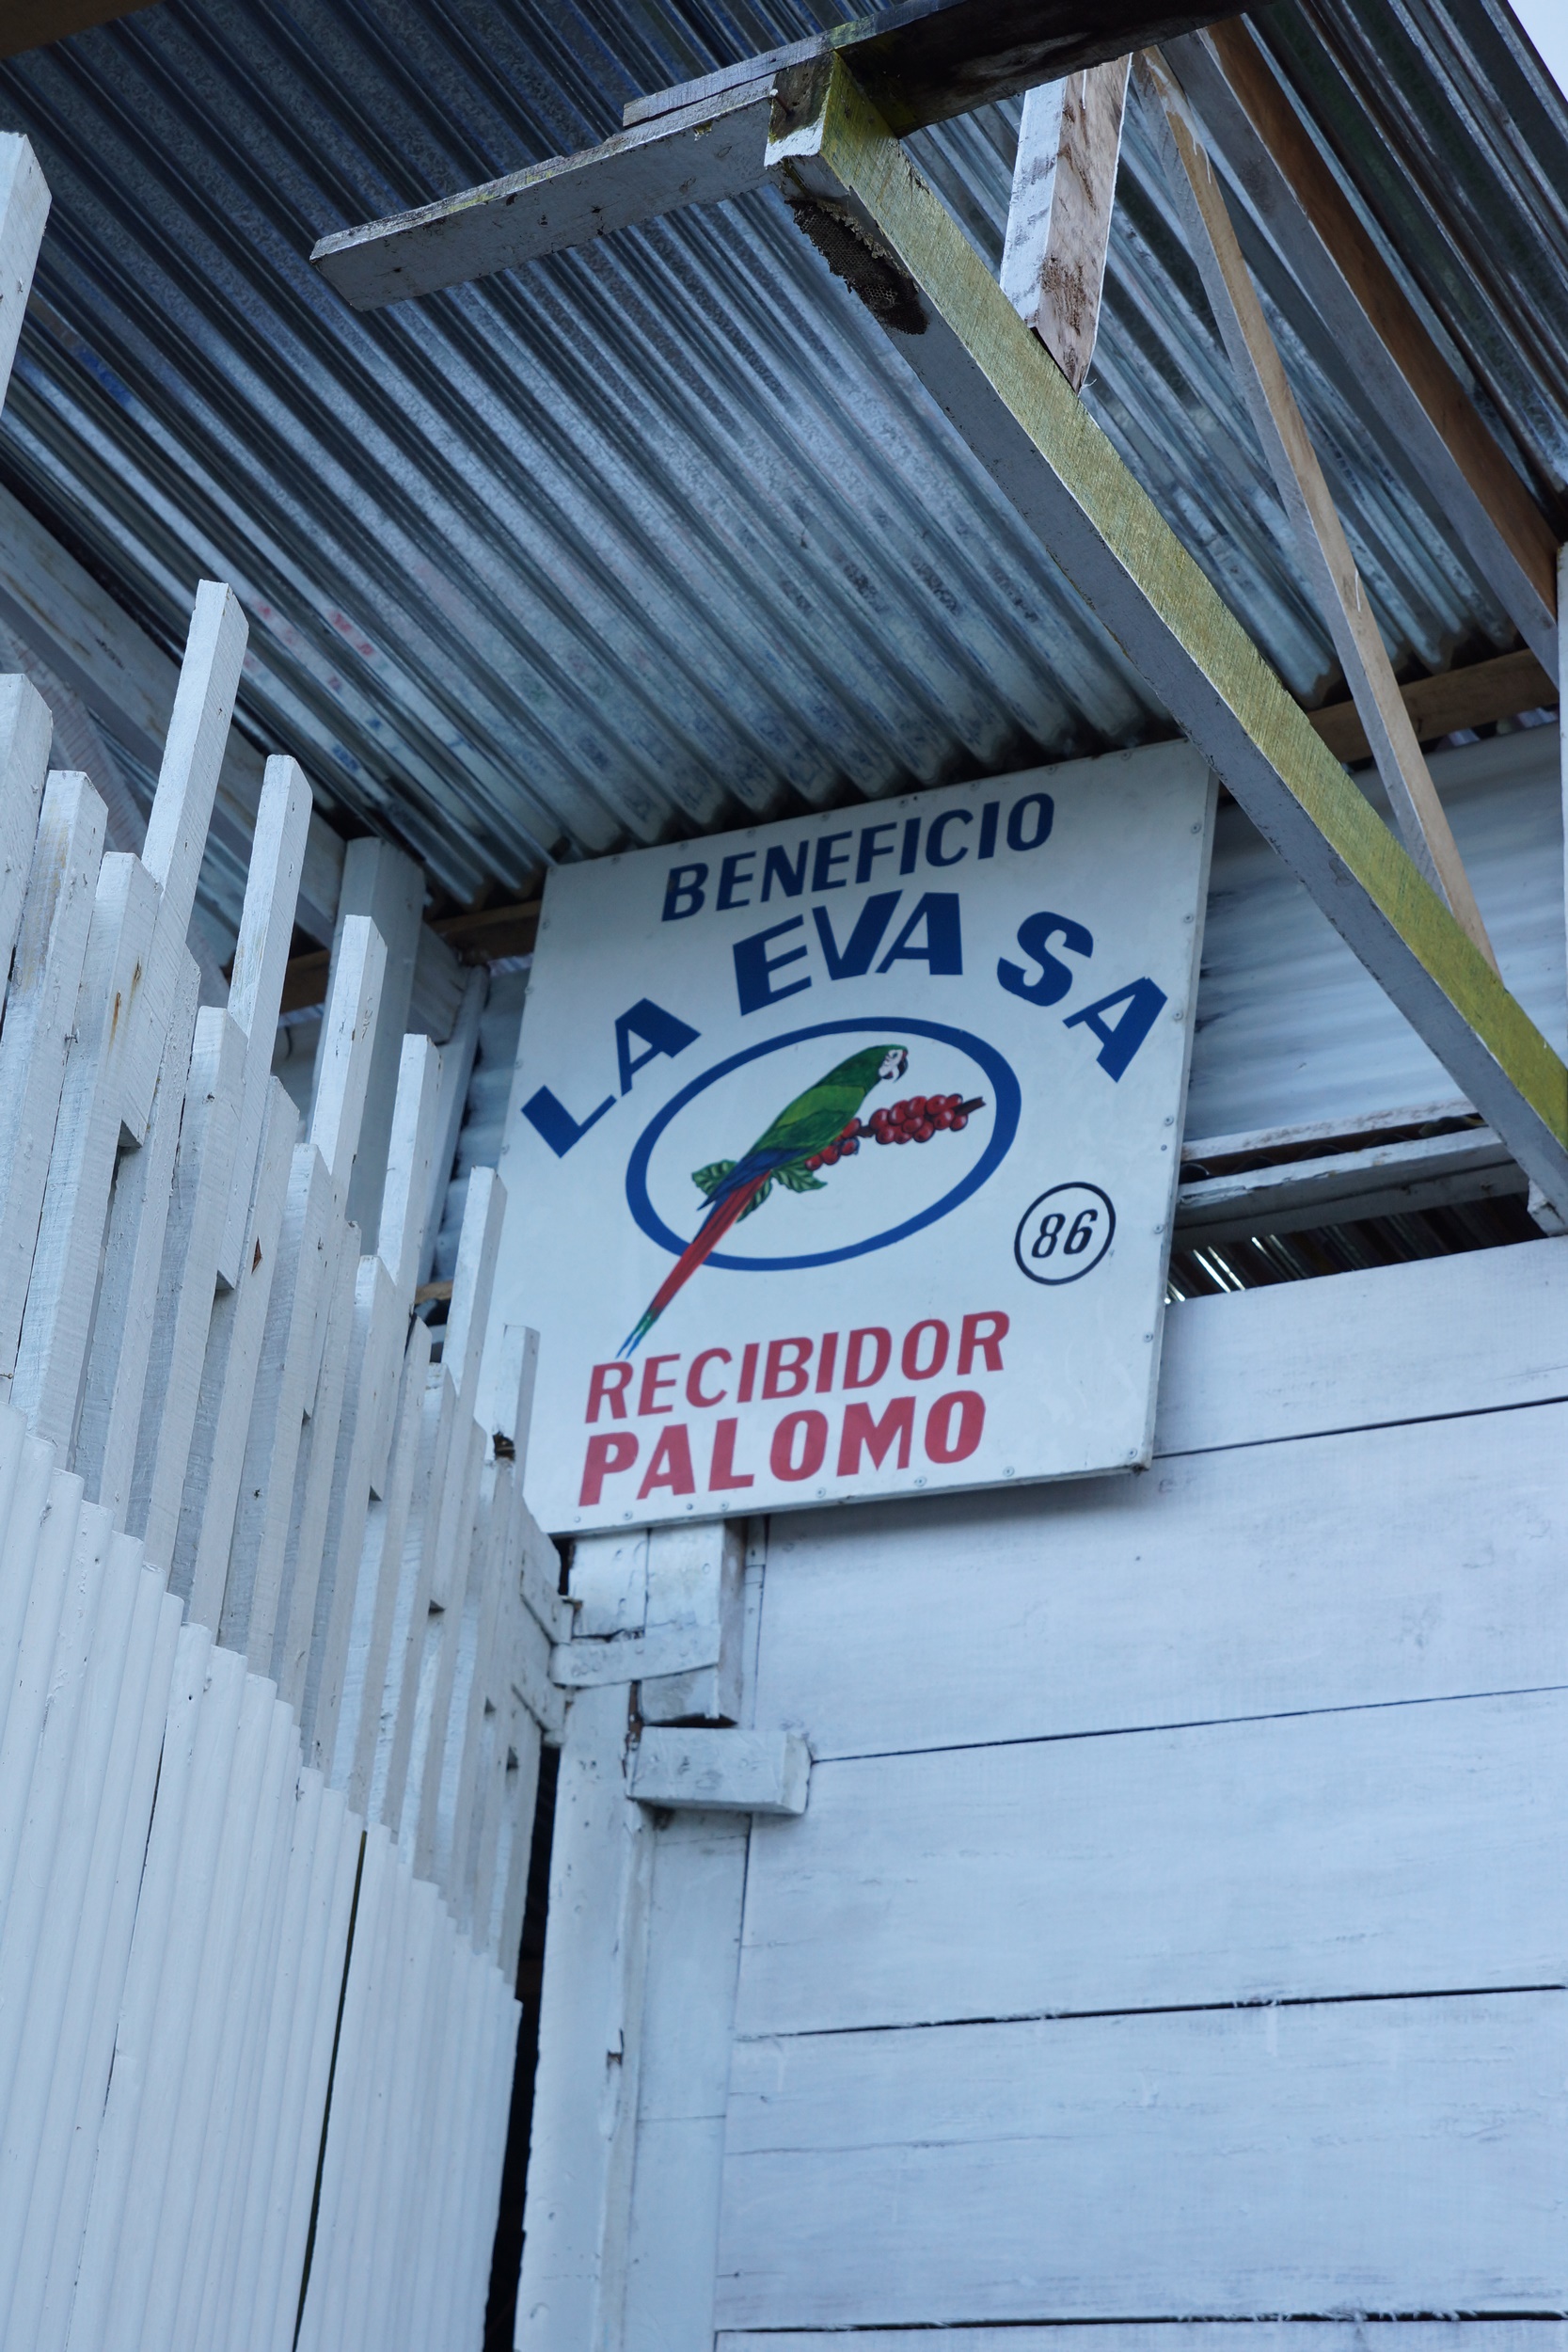 BENEFICIO
LA EVA SA
86
RECIBIDOR
PALOMO